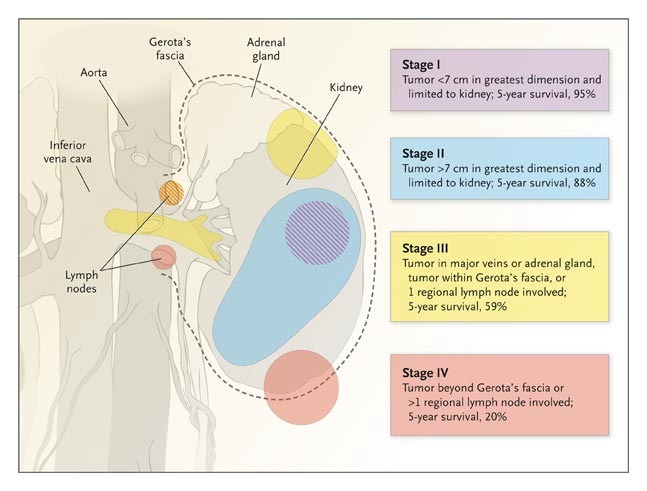 Gerota's
fascia
Adrenal
gland
Aorta
Kidney
Inferior
vena cava
Lymph
nodes
Stage I
Tumor <7 cm in greatest dimension and
limited to kidney; 5-year survival, 95%
Stage II
Tumor >7 cm in greatest dimension and
limited to kidney; 5-year survival, 88%
Stage III
Tumor in major veins or adrenal gland,
tumor within Gerota's fascia, or
1 regional lymph node involved;
5-year survival, 59%
Stage IV
Tumor beyond Gerota's fascia or
>1 regional lymph node involved;
5-year survival, 20%